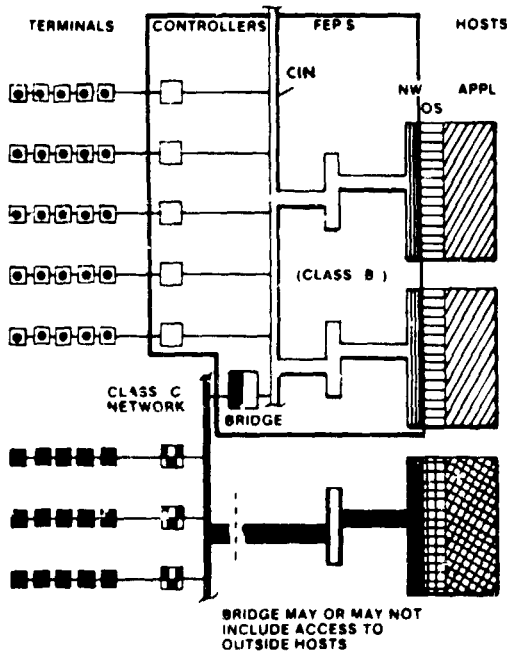 TERMINALS CONTROLLERS FEP S HOSTS
CIN
NW APPL
OS
(CLASS B)
CLASS C
NETWORK
BRIDGE
BRIDGE MAY OR MAY NOT
INCLUDE ACCESS TO
OUTSIDE HOSTS